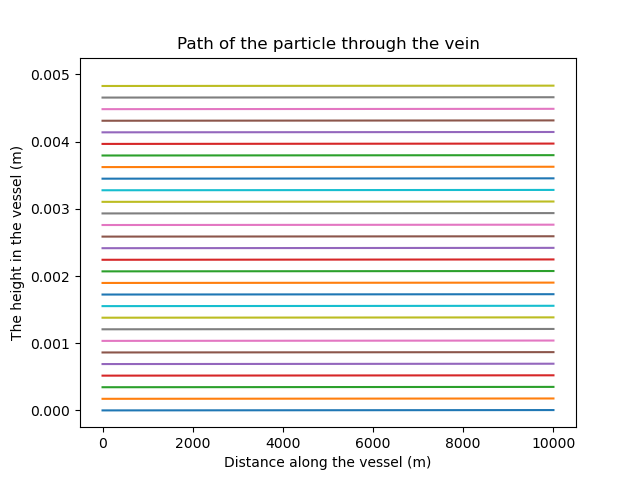 Path of the particle through the vein
0.005
0.004
0.003
0.002
0.001
0.000
The height in the vessel (m)
0 2000 4000 6000 8000 10000
Distance along the vessel (m)